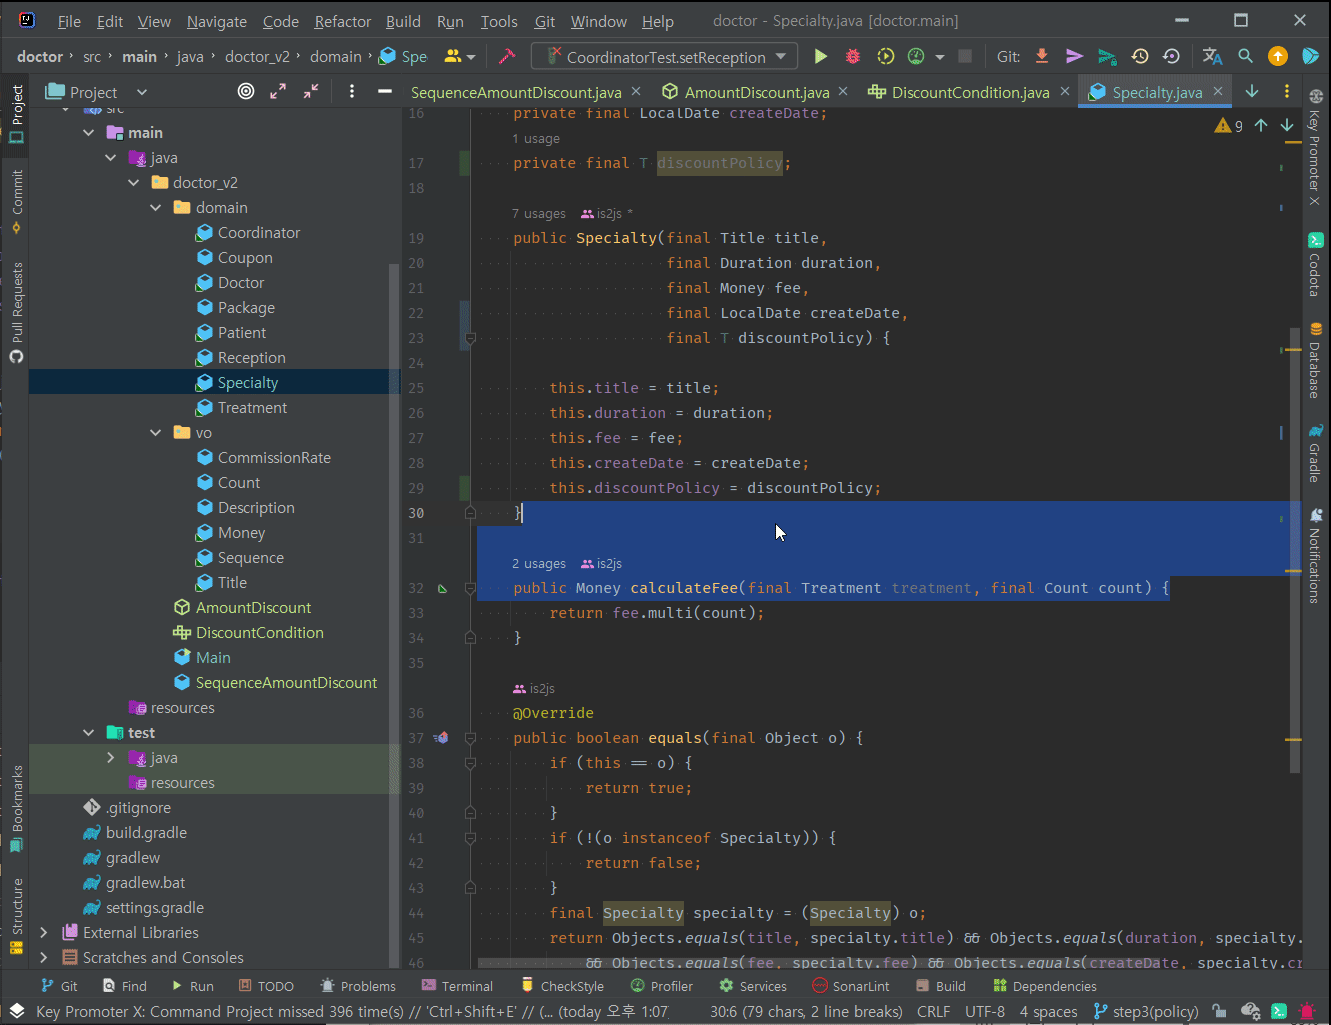 File Edit View Navigate Code Refactor Build Run Tools Git Window Help doctor - Specialty.java [doctor.main]
doctor src main java doctor_v2 domain Spe CoordinatorTest.setReception Git:
Project
SequenceAmountDiscount.java AmountDiscount.java DiscountCondition.java Specialty.java
Project
Commit
Pull Requests
Bookmarks
Structure
src
main
java
doctor_v2
domain
Coordinator
Coupon
Doctor
Package
Patient
Reception
Specialty
Treatment
vo
CommissionRate
Count
Description
Money
Sequence
Title
AmountDiscount
DiscountCondition
Main
SequenceAmountDiscount
resources
test
java
resources
.gitignore
build.gradle
gradlew
gradlew.bat
settings.gradle
External Libraries
Scratches and Consoles
9
16 private final LocalDate createDate;
1 usage
17 private final T discountPolicy;
18
7 usages is2js *
19 public Specialty(final Title title,
20 final Duration duration,
21 final Money fee,
22 final LocalDate createDate,
23 final T discountPolicy) {
24
25 this.title = title;
26 this.duration = duration;
27 this.fee = fee;
28 this.createDate = createDate;
29 this.discountPolicy = discountPolicy;
30 }
31
2 usages is2js
32 public Money calculateFee(final Treatment treatment, final Count count) {
33 return fee.multi(count);
34 }
35
is2js
36 @Override
37 public boolean equals(final Object o) {
38 if (this == o) {
39 return true;
40 }
41 if (!(o instanceof Specialty)) {
42 return false;
43 }
44 final Specialty specialty = (Specialty) o;
45 return Objects.equals(title, specialty.title) && Objects.equals(duration, specialty.
46 && Objects.equals(fee, specialty.fee) && Objects.equals(createDate, specialty.cr
Key Promoter X
Codota
Database
Gradle
Notifications
Git Find Run TODO Problems Terminal CheckStyle Profiler Services SonarLint Build Dependencies
Key Promoter X: Command Project missed 396 time(s) // 'Ctrl+Shift+E' // (... (today 오후 1:07) 30:6 (79 chars, 2 line breaks) CRLF UTF-8 4 spaces step3(policy)